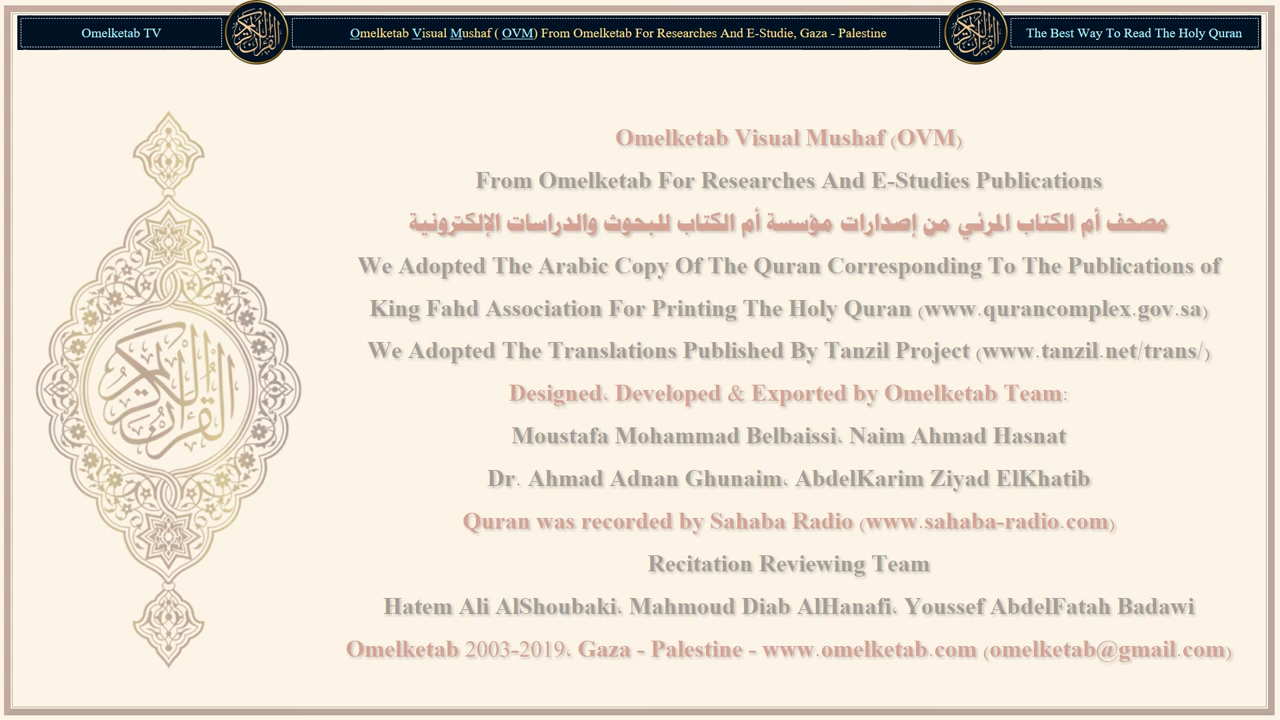 Omelketab TV
Omelketab Visual Mushaf ( OVM) From Omelketab For Researches And E-Studie, Gaza - Palestine
The Best Way To Read The Holy Quran
Omelketab Visual Mushaf (OVM)
From Omelketab For Researches And E-Studies Publications
مصحف أم الكتاب المرئي من إصدارات مؤسسة أم الكتاب للبحوث والدراسات الإلكترونية
We Adopted The Arabic Copy Of The Quran Corresponding To The Publications of
King Fahd Association For Printing The Holy Quran (www.qurancomplex.gov.sa)
We Adopted The Translations Published By Tanzil Project (www.tanzil.net/trans/)
Designed، Developed & Exported by Omelketab Team:
Moustafa Mohammad Belbaissi، Naim Ahmad Hasnat
Dr. Ahmad Adnan Ghunaim، AbdelKarim Ziyad ElKhatib
Quran was recorded by Sahaba Radio (www.sahaba-radio.com)
Recitation Reviewing Team
Hatem Ali AlShoubaki، Mahmoud Diab AlHanafi، Youssef AbdelFatah Badawi
Omelketab 2003-2019، Gaza - Palestine - www.omelketab.com (omelketab@gmail.com)
القرآن الكريم